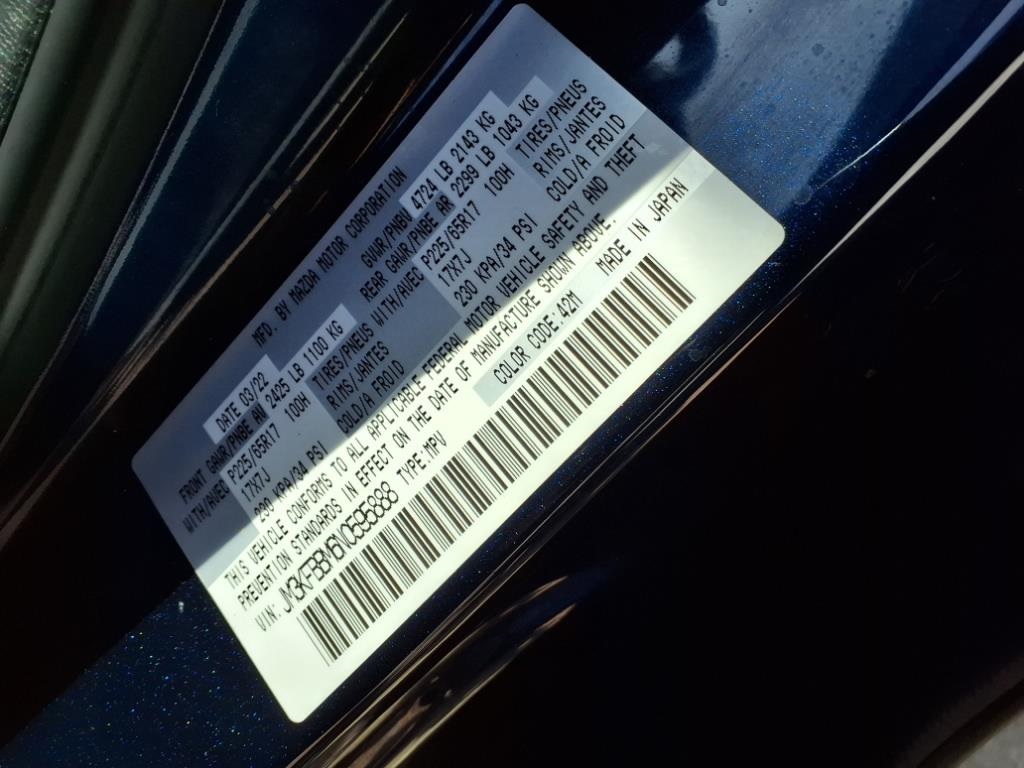 MFD. BY MAZDA MOTOR CORPORATION
DATE 03/22 GVWR/PNBV 4724 LB 2143 KG
FRONT GAWR/PNBE AV 2425 LB 1100 KG REAR GAWR/PNBE AR 2299 LB 1043 KG
WITH/AVEC P225/65R17 100H TIRES/PNEUS WITH/AVEC P225/65R17 100H TIRES/PNEUS
17X7J RIMS/JANTES 17X7J RIMS/JANTES
230 KPA/34 PSI COLD/A FROID 230 KPA/34 PSI COLD/A FROID
THIS VEHICLE CONFORMS TO ALL APPLICABLE FEDERAL MOTOR VEHICLE SAFETY AND THEFT
PREVENTION STANDARDS IN EFFECT ON THE DATE OF MANUFACTURE SHOWN ABOVE.
VIN: JM3KFBBM6N0595888 TYPE:MPV COLOR CODE:42M MADE IN JAPAN